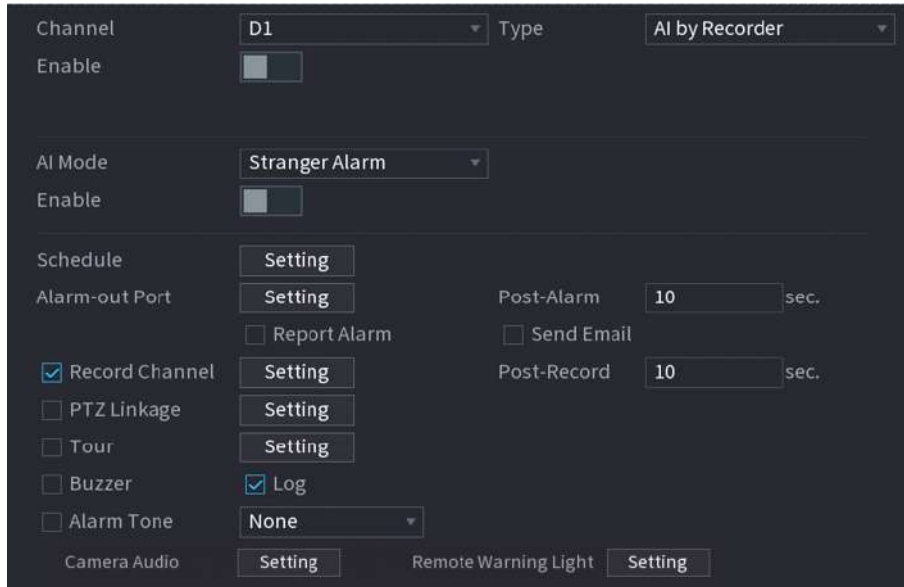 Channel D1 Type AI by Recorder
Enable
AI Mode Stranger Alarm
Enable
Schedule Setting
Alarm-out Port Setting Post-Alarm 10 sec.
Report Alarm Send Email
Record Channel Setting Post-Record 10 sec.
PTZ Linkage Setting
Tour Setting
Buzzer Log
Alarm Tone None
Camera Audio Setting Remote Warning Light Setting